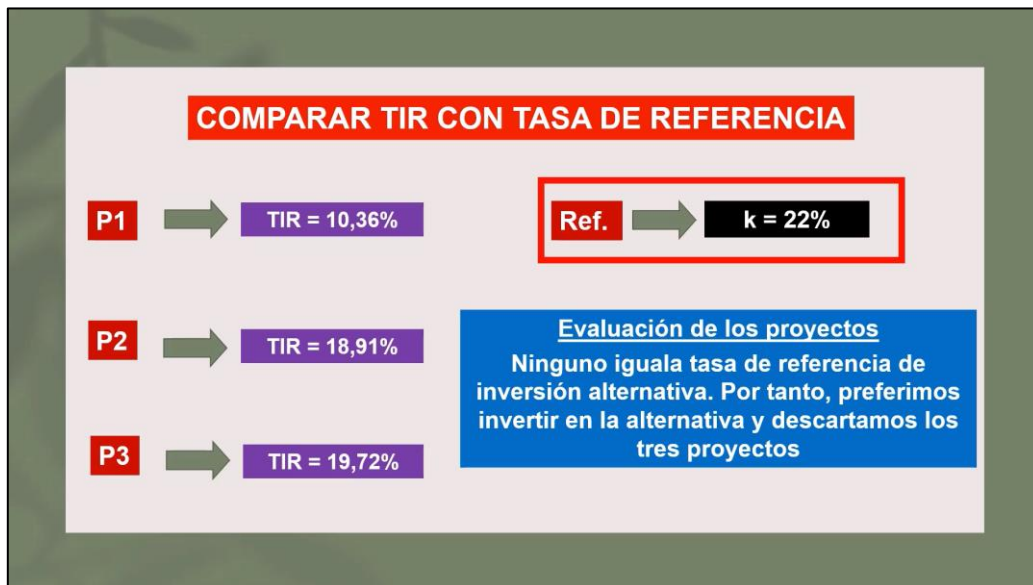 COMPARAR TIR CON TASA DE REFERENCIA
P1
TIR = 10,36%
Ref.
k = 22%
P2
TIR = 18,91%
P3
TIR = 19,72%
Evaluación de los proyectos
Ninguno iguala tasa de referencia de
inversión alternativa. Por tanto, preferimos
invertir en la alternativa y descartamos los
tres proyectos